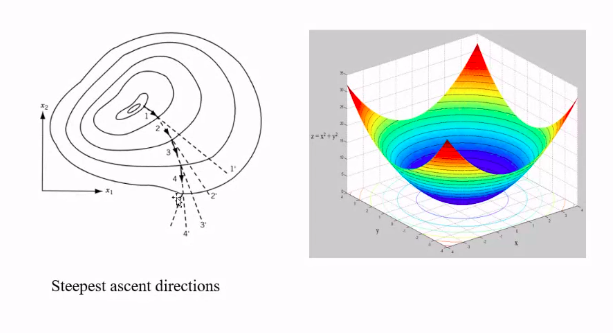 x₂
x₁
1
2
3
4
1'
2'
3'
4'
z = x² + y²
y
x
Steepest ascent directions